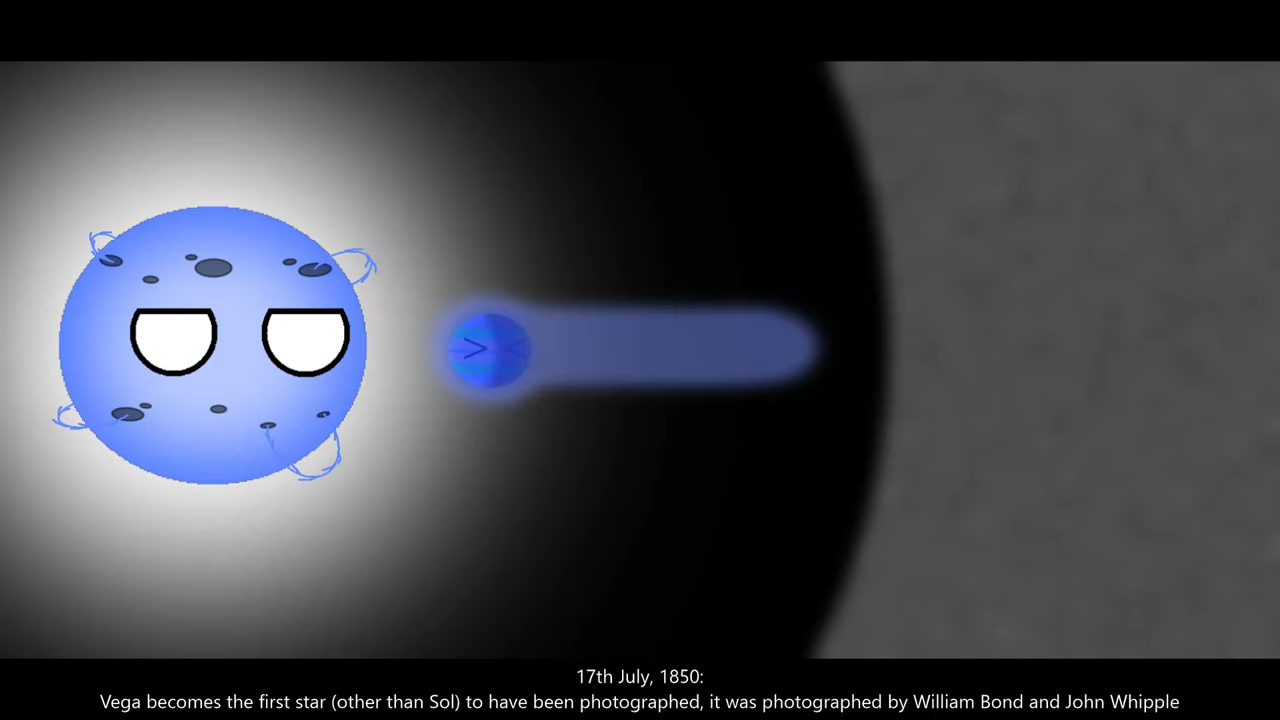 17th July, 1850:
Vega becomes the first star (other than Sol) to have been photographed, it was photographed by William Bond and John Whipple